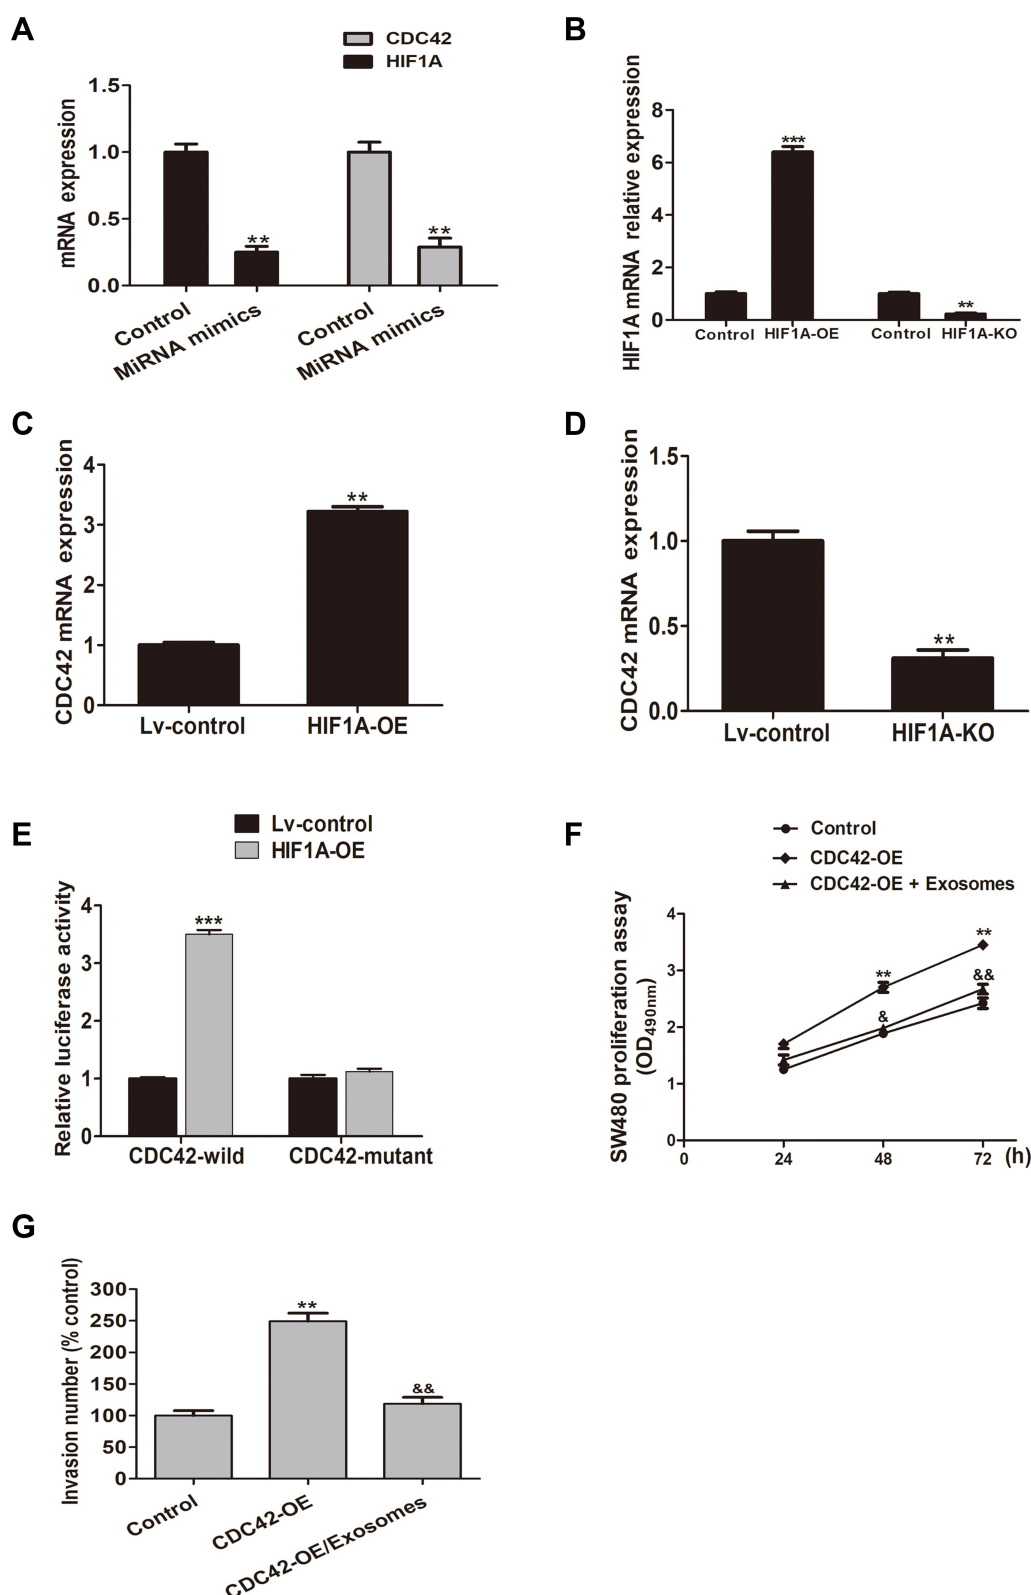 A
CDC42
HIF1A
mRNA expression
1.5
1.0
0.5
0.0
**
**
Control
MiRNA mimics
Control
MiRNA mimics
B
HIF1A mRNA relative expression
8
6
4
2
0
***
**
Control
HIF1A-OE
Control
HIF1A-KO
C
CDC42 mRNA expression
4
3
2
1
0
**
Lv-control
HIF1A-OE
D
CDC42 mRNA expression
1.5
1.0
0.5
0.0
**
Lv-control
HIF1A-KO
E
Lv-control
HIF1A-OE
Relative luciferase activity
4
3
2
1
0
***
CDC42-wild
CDC42-mutant
F
Control
CDC42-OE
CDC42-OE + Exosomes
SW480 proliferation assay
(OD490nm)
4
3
2
1
0
**
**
&
&&
0
24
48
72
(h)
G
Invasion number (% control)
300
250
200
150
100
50
0
**
&&
Control
CDC42-OE
CDC42-OE/Exosomes